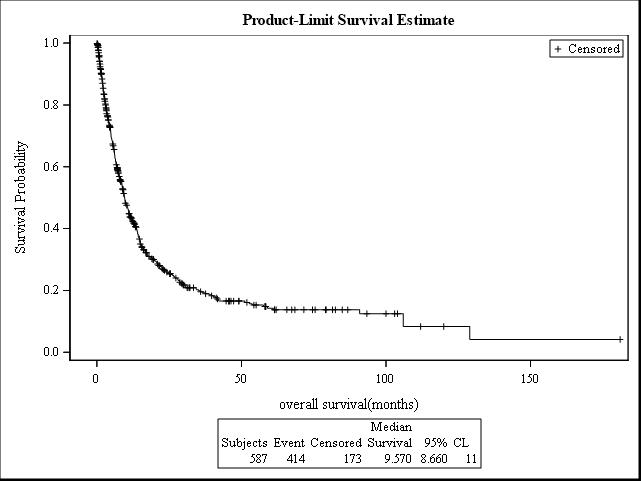 Product-Limit Survival Estimate
+ Censored
1.0
0.8
0.6
0.4
0.2
0.0
Survival Probability
0 50 100 150
overall survival(months)
Median
Subjects Event Censored Survival 95% CL
587 414 173 9.570 8.660 11